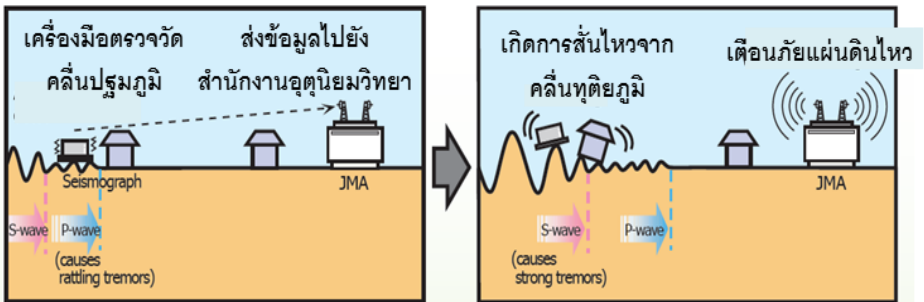 เครื่องมือตรวจวัด
คลื่นปฐมภูมิ
ส่งข้อมูลไปยัง
สำนักงานอุตุนิยมวิทยา
Seismograph
JMA
S-wave
P-wave
(causes
rattling tremors)
เกิดการสั่นไหวจาก
คลื่นทุติยภูมิ
เตือนภัยแผ่นดินไหว
JMA
S-wave
P-wave
(causes
strong tremors)